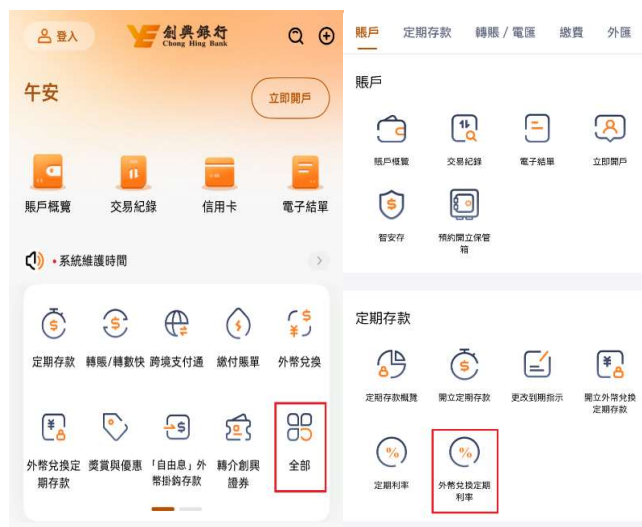 登入
創興銀行
Chong Hing Bank
午安
立即開戶
賬戶概覽 交易紀錄 信用卡 電子結單
•系統維護時間
定期存款 轉賬/轉數快 跨境支付通 繳付賬單 外幣兌換
外幣兌換定期存款 獎賞與優惠 「自由息」外幣掛鈎存款 轉介創興證券 全部
賬戶 定期存款 轉賬 / 電匯 繳費 外匯
賬戶
賬戶概覽 交易紀錄 電子結單 立即開戶
智安存 預約開立保管箱
定期存款
定期存款概覽 開立定期存款 更改到期指示 開立外幣兌換定期存款
定期利率 外幣兌換定期利率